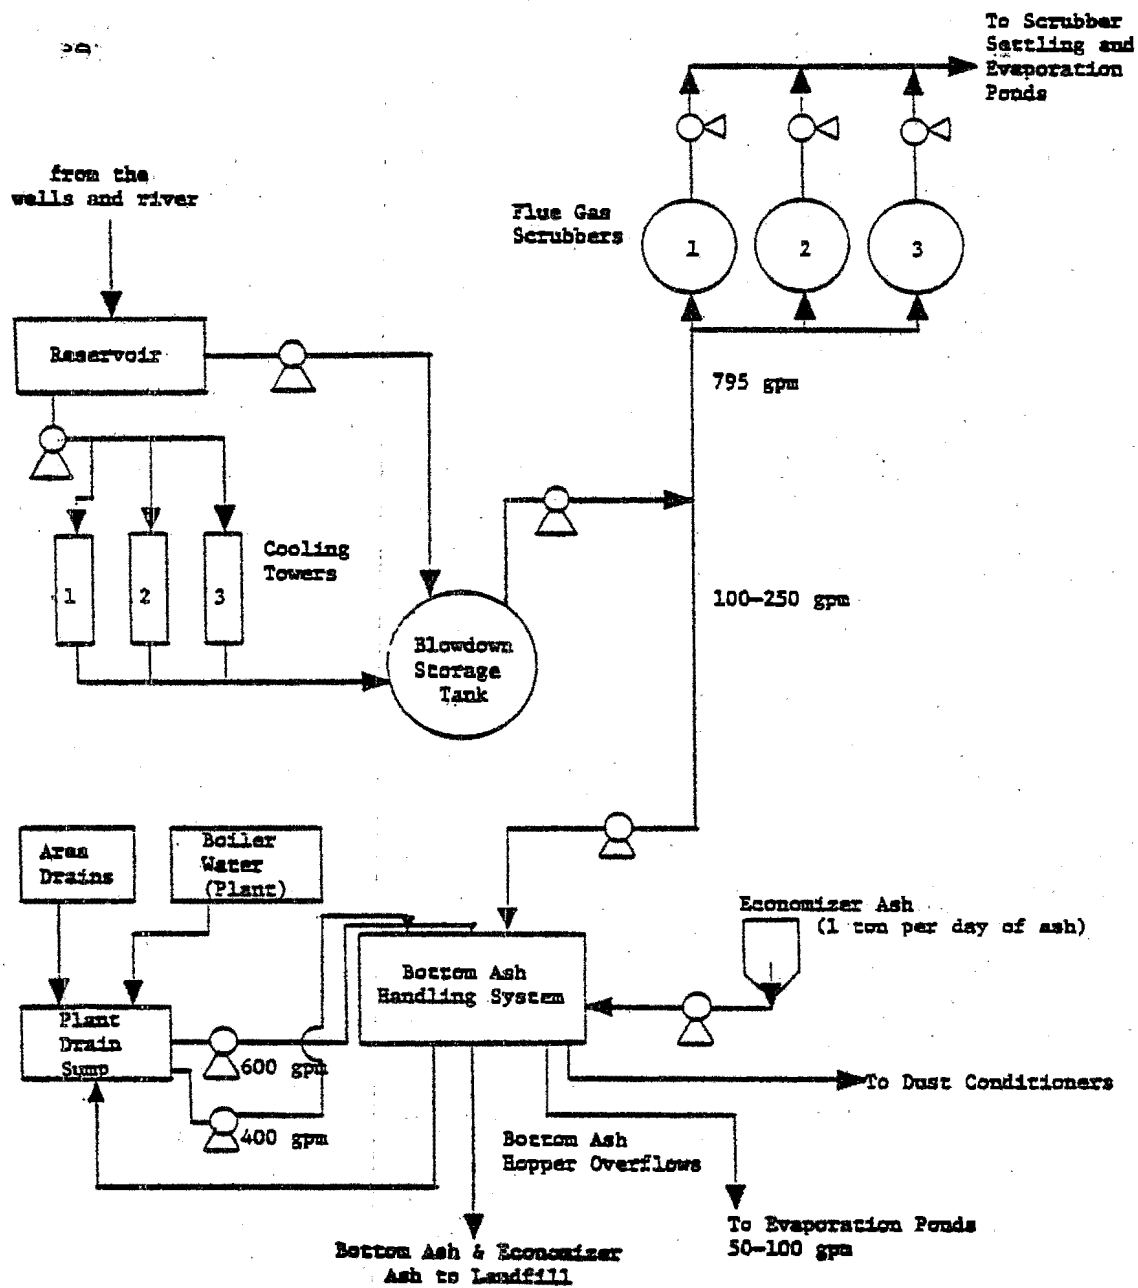 To Scrubber
Settling and
Evaporation
Ponds
from the
wells and river
Flue Gas
Scrubbers
1
2
3
Reservoir
795 gpm
Cooling
Towers
1
2
3
100-250 gpm
Blowdown
Storage
Tank
Area
Drains
Boiler
Water
(Plant)
Economizer Ash
(1 ton per day of ash)
Bottom Ash
Handling System
Plant
Drain
Sump
600 gpm
400 gpm
To Dust Conditioners
Bottom Ash
Hopper Overflows
To Evaporation Ponds
50-100 gpm
Bottom Ash & Economizer
Ash to Landfill